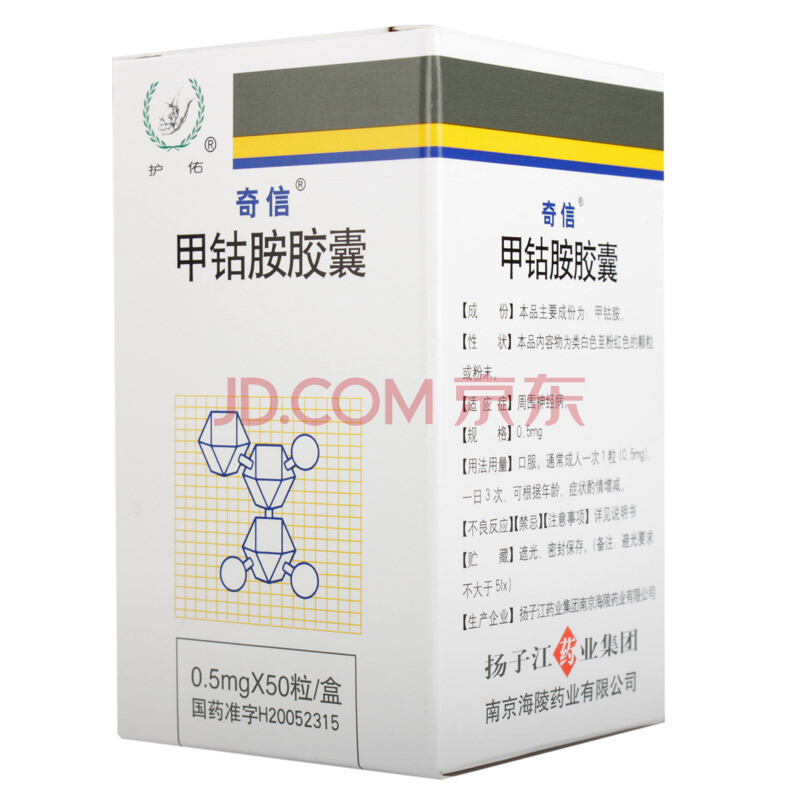 护佑®
奇信®
甲钴胺胶囊
0.5mgX50粒/盒
国药准字H20052315
奇信®
甲钴胺胶囊
【成 份】本品主要成份为：甲钴胺。
【性 状】本品内容物为类白色至粉红色的颗粒
或粉末。
【适应症】周围神经病。
【规 格】0.5mg
【用法用量】口服。通常成人一次1粒(0.5mg)，
一日3次，可根据年龄、症状酌情增减。
【不良反应】【禁忌】【注意事项】详见说明书
【贮 藏】遮光，密封保存。(备注：避光要求
不大于5lx)
【生产企业】扬子江药业集团南京海陵药业有限公司
扬子江药业集团
南京海陵药业有限公司
JD.COM 京东